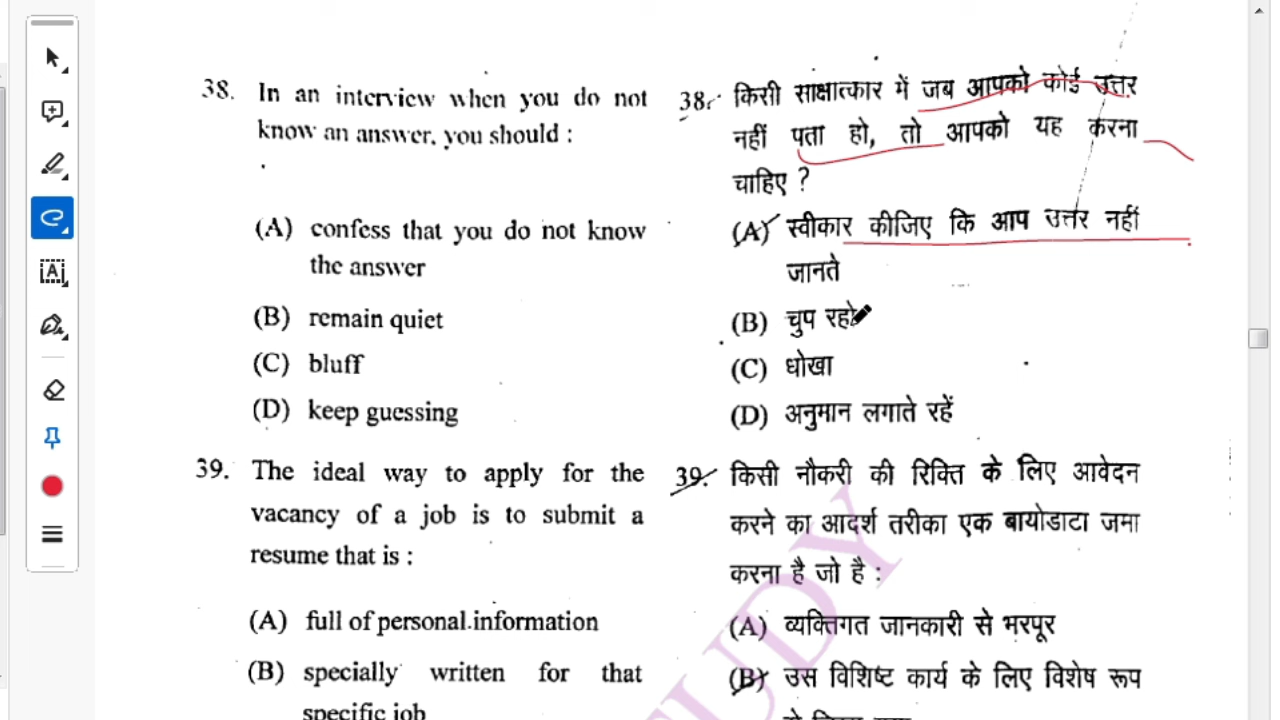 38. In an interview when you do not
know an answer, you should :
(A) confess that you do not know
the answer
(B) remain quiet
(C) bluff
(D) keep guessing
39. The ideal way to apply for the
vacancy of a job is to submit a
resume that is :
(A) full of personal information
(B) specially written for that
specific job
38. किसी साक्षात्कार में जब आपको कोई उत्तर
नहीं पता हो, तो आपको यह करना
चाहिए ?
(A) स्वीकार कीजिए कि आप उत्तर नहीं
जानते
(B) चुप रहो
(C) धोखा
(D) अनुमान लगाते रहें
39. किसी नौकरी की रिक्ति के लिए आवेदन
करने का आदर्श तरीका एक बायोडाटा जमा
करना है जो है :
(A) व्यक्तिगत जानकारी से भरपूर
(B) उस विशिष्ट कार्य के लिए विशेष रूप
TUDY